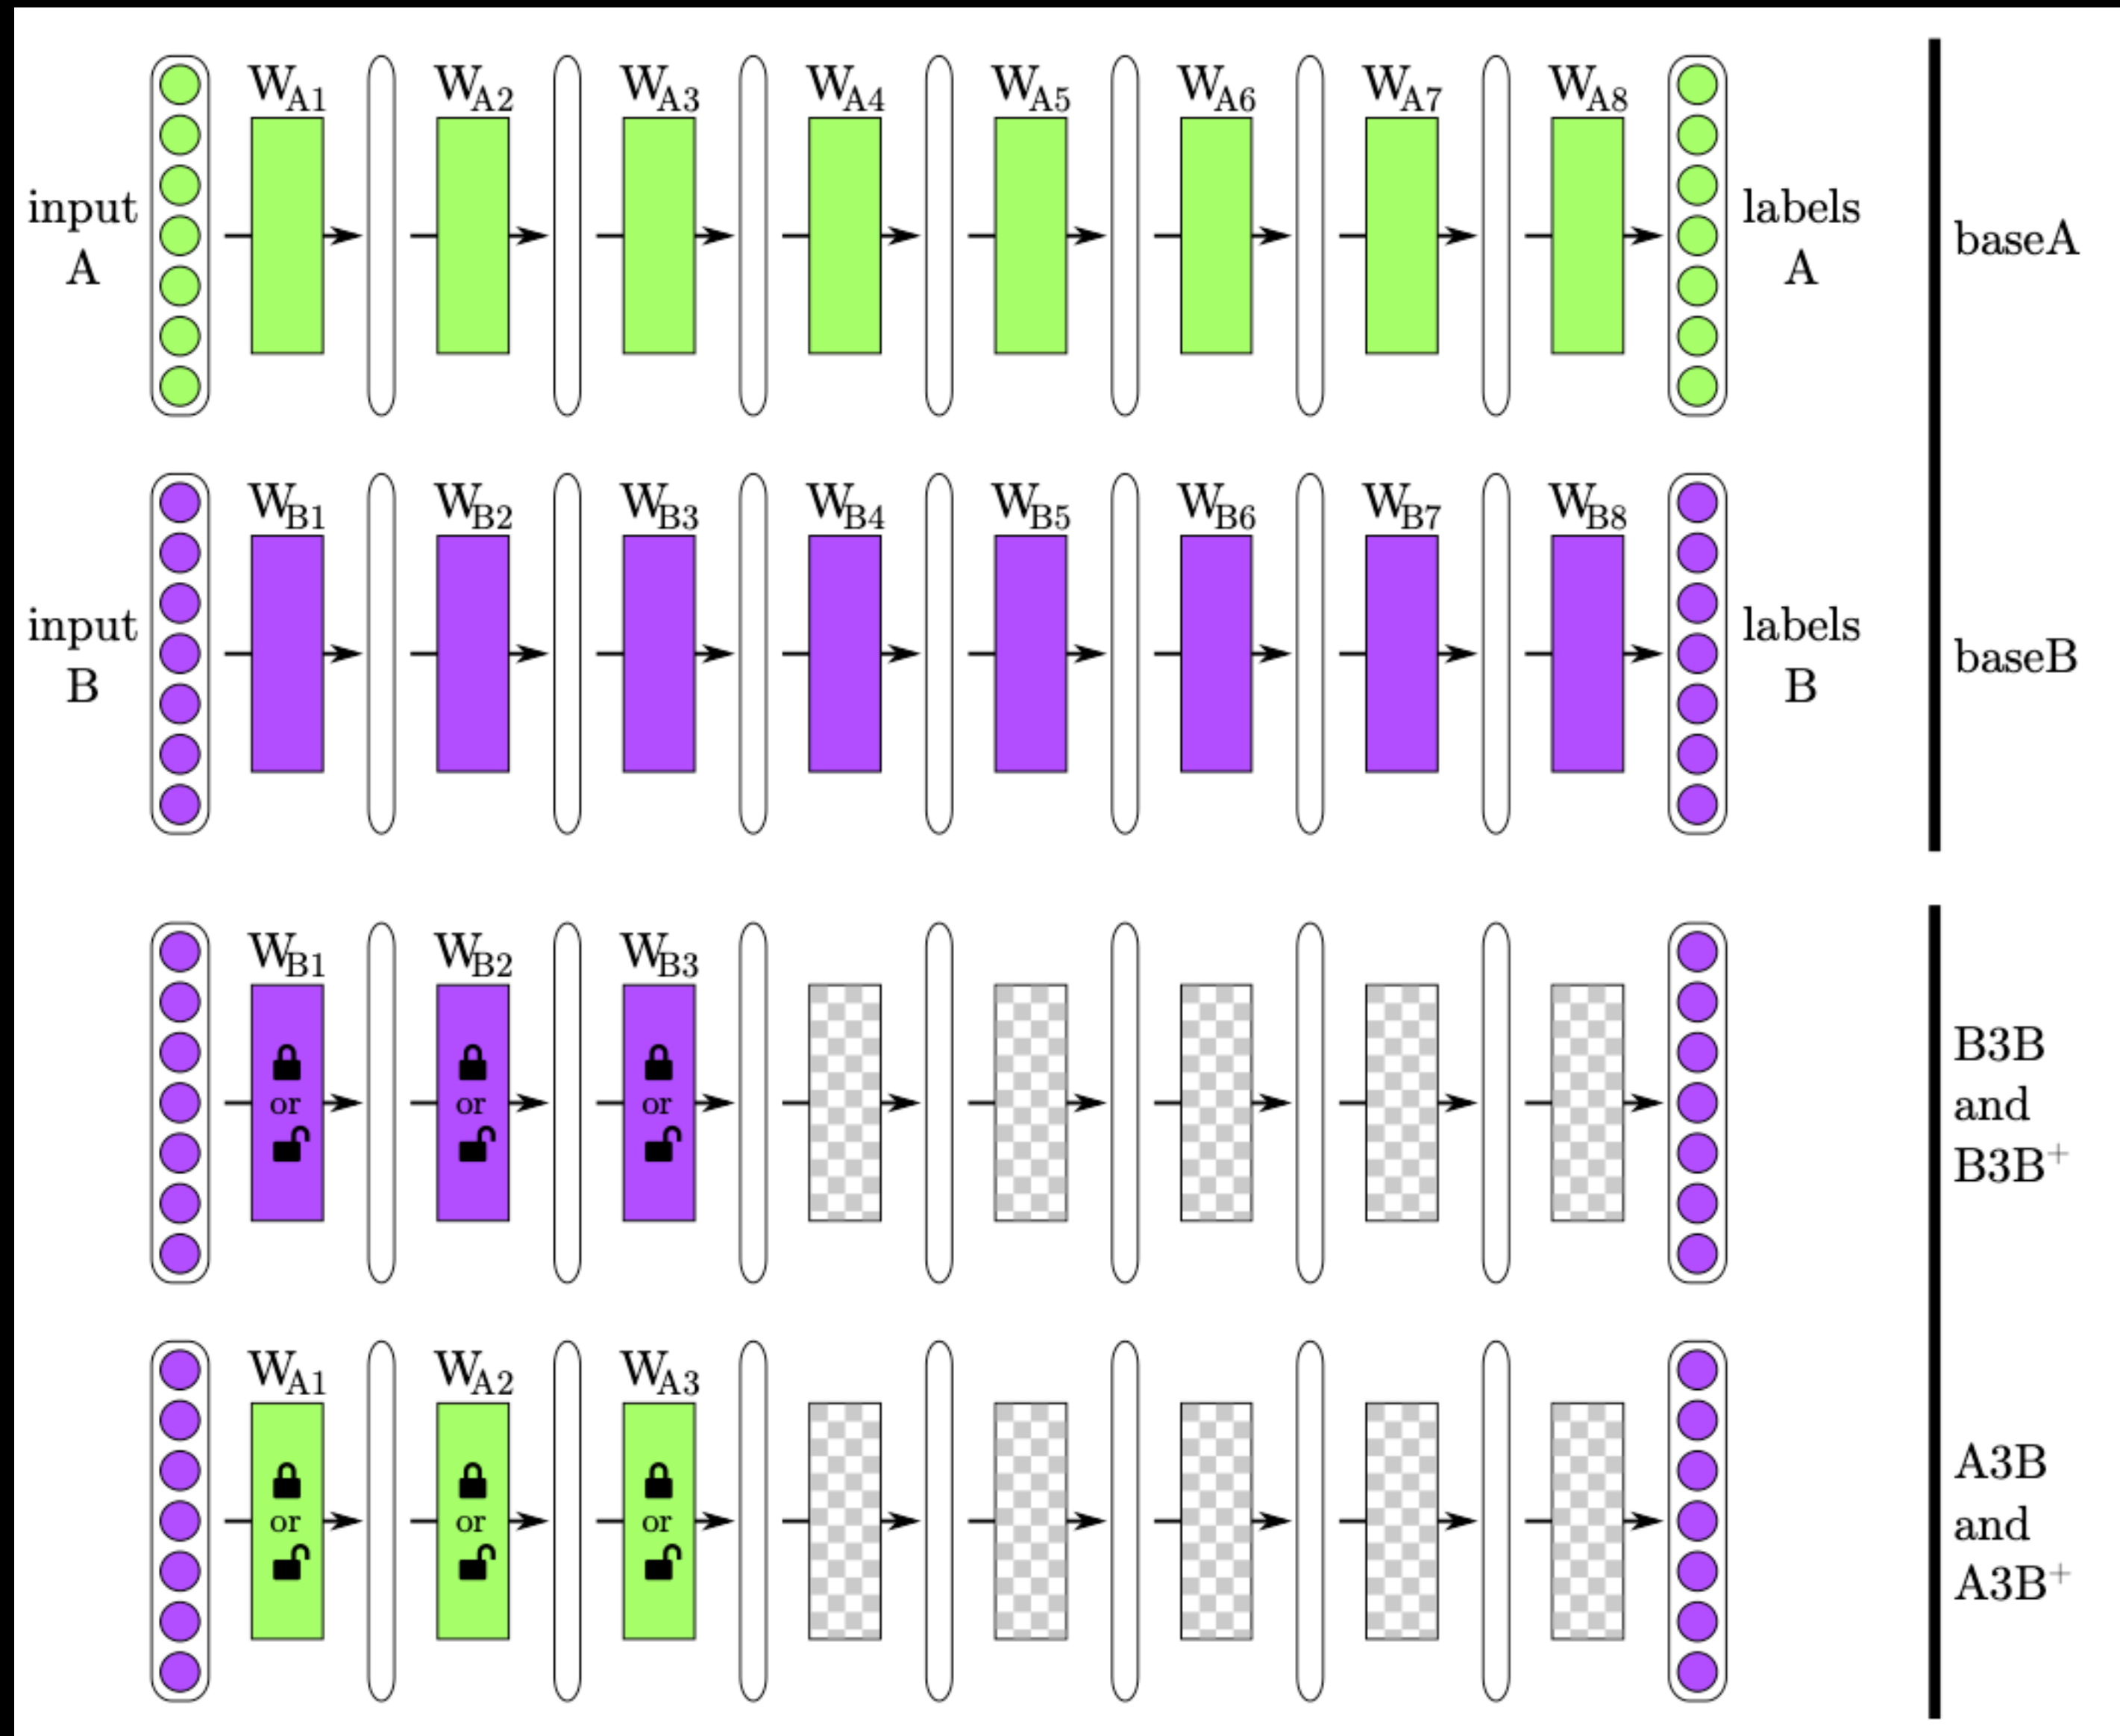 W_A1 W_A2 W_A3 W_A4 W_A5 W_A6 W_A7 W_A8
input
A
labels
A
baseA
W_B1 W_B2 W_B3 W_B4 W_B5 W_B6 W_B7 W_B8
input
B
labels
B
baseB
W_B1 W_B2 W_B3
or or or
B3B
and
B3B⁺
W_A1 W_A2 W_A3
or or or
A3B
and
A3B⁺